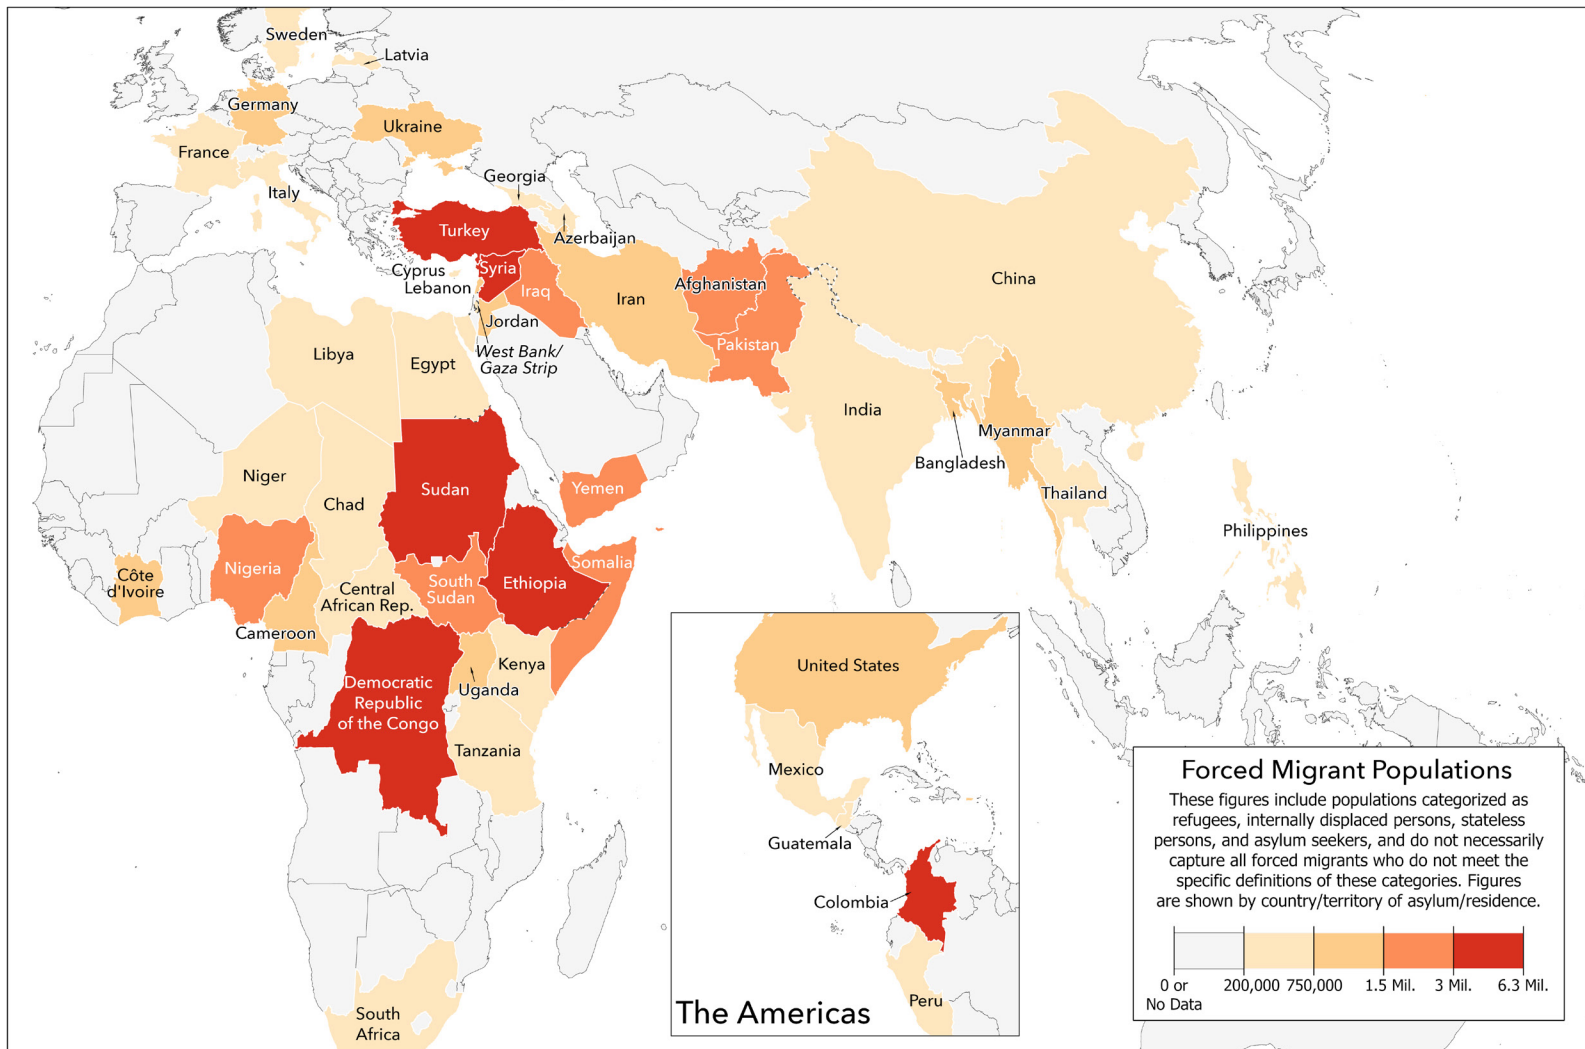 Sweden
Latvia
Germany
Ukraine
France
Georgia
Italy
Turkey
Azerbaijan
Cyprus
Syria
Lebanon
Iraq
Iran
Afghanistan
China
Jordan
Pakistan
West Bank/
Gaza Strip
Libya
Egypt
India
Myanmar
Bangladesh
Niger
Chad
Sudan
Yemen
Thailand
Philippines
Nigeria
Somalia
Côte
d'Ivoire
South
Sudan
Ethiopia
Central
African Rep.
Cameroon
Kenya
Uganda
Democratic
Republic
of the Congo
Tanzania
South
Africa
United States
Mexico
Guatemala
Colombia
Peru
The Americas
Forced Migrant Populations
These figures include populations categorized as
refugees, internally displaced persons, stateless
persons, and asylum seekers, and do not necessarily
capture all forced migrants who do not meet the
specific definitions of these categories. Figures
are shown by country/territory of asylum/residence.
0 or
No Data
200,000
750,000
1.5 Mil.
3 Mil.
6.3 Mil.